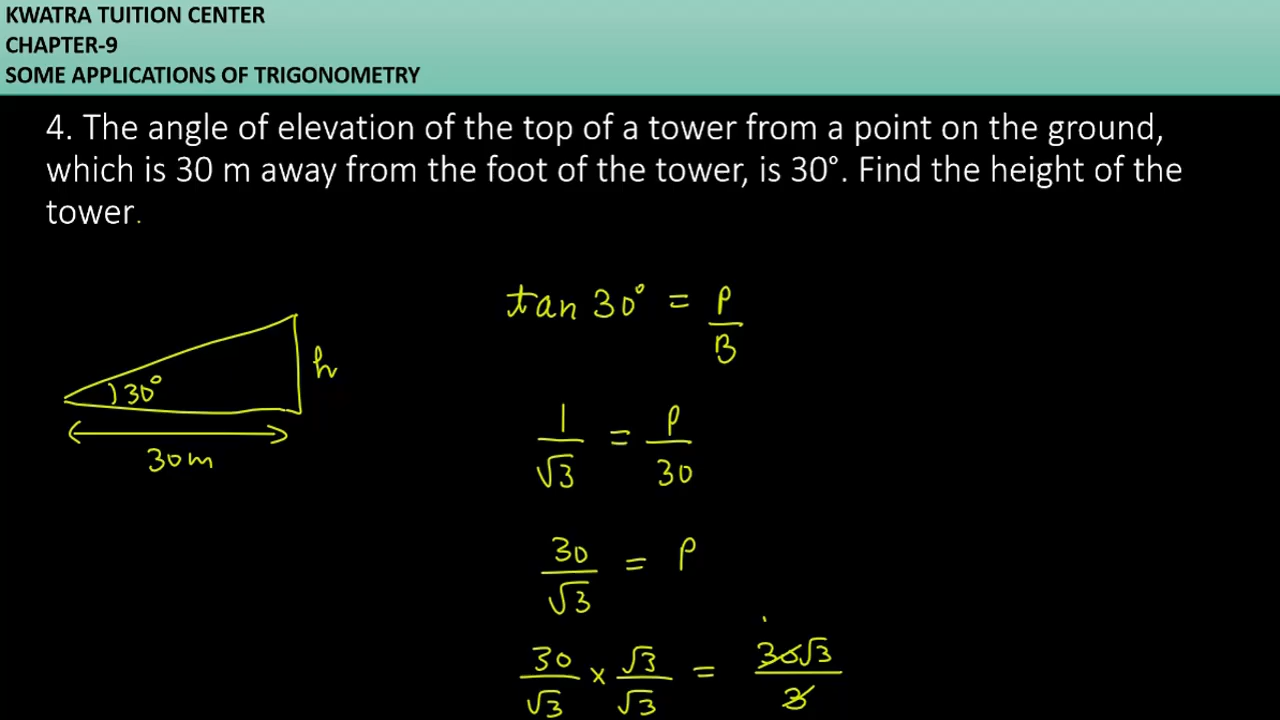 KWATRA TUITION CENTER
CHAPTER-9
SOME APPLICATIONS OF TRIGONOMETRY
4. The angle of elevation of the top of a tower from a point on the ground,
which is 30 m away from the foot of the tower, is 30°. Find the height of the
tower.
tan 30° = P/B
h
30°
30m
1/√3 = P/30
30/√3 = P
30/√3 × √3/√3 = 30√3/3